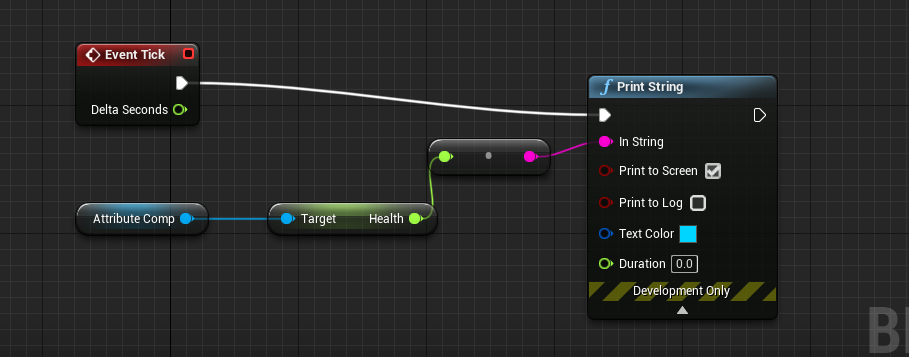 Event Tick
Delta Seconds
Print String
In String
Print to Screen
Print to Log
Text Color
Duration 0.0
Development Only
Attribute Comp
Target Health